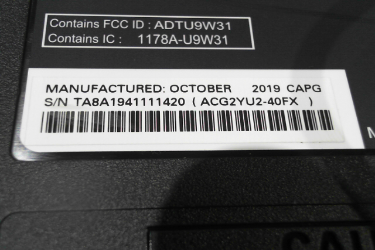 Contains FCC ID : ADTU9W31
Contains IC : 1178A-U9W31
MANUFACTURED: OCTOBER 2019 CAPG
S/N TA8A1941111420 ( ACG2YU2-40FX )